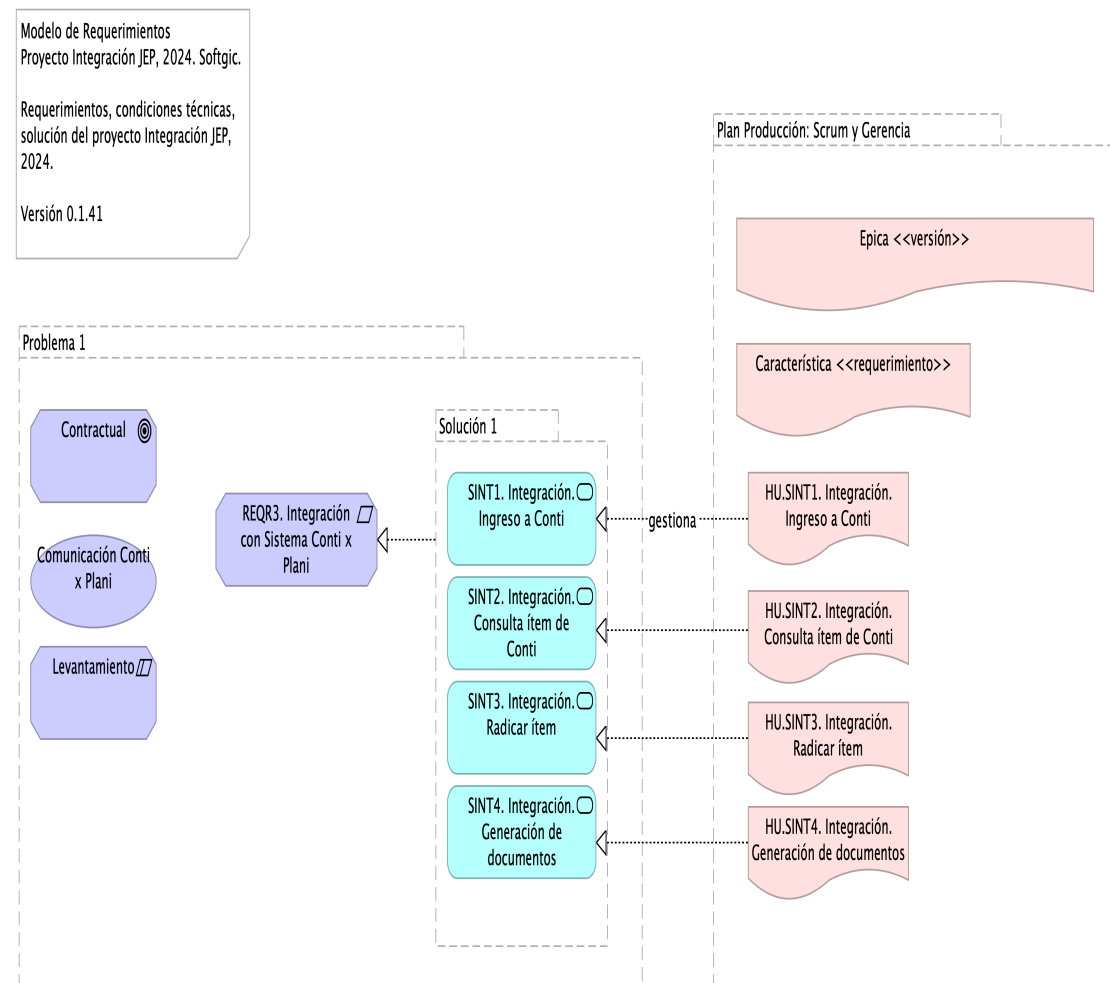 Modelo de Requerimientos
Proyecto Integración JEP, 2024. Softgic.
Requerimientos, condiciones técnicas,
solución del proyecto Integración JEP,
2024.
Versión 0.1.41
Plan Producción: Scrum y Gerencia
Epica <<versión>>
Característica <<requerimiento>>
Problema 1
Contractual
Comunicación Conti
x Plani
Levantamiento
REQR3. Integración
con Sistema Conti x
Plani
Solución 1
SINT1. Integración.
Ingreso a Conti
gestiona
HU.SINT1. Integración.
Ingreso a Conti
SINT2. Integración.
Consulta ítem de
Conti
HU.SINT2. Integración.
Consulta ítem de Conti
SINT3. Integración.
Radicar ítem
HU.SINT3. Integración.
Radicar ítem
SINT4. Integración.
Generación de
documentos
HU.SINT4. Integración.
Generación de documentos